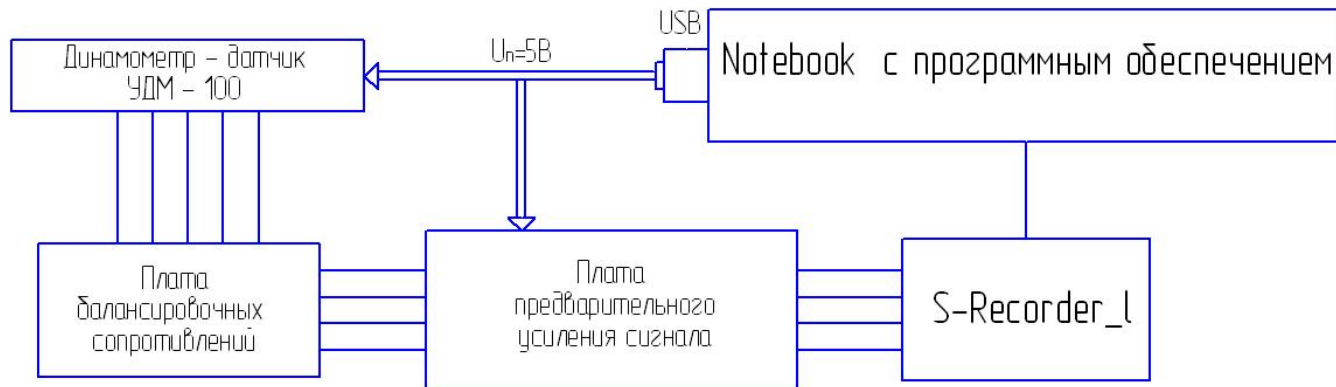 USB
Uп=5В
Динамометр - датчик
УДМ - 100
Notebook с программным обеспечением
Плата
балансировочных
сопротивлений
Плата
предварительного
усиления сигнала
S-Recorder_l